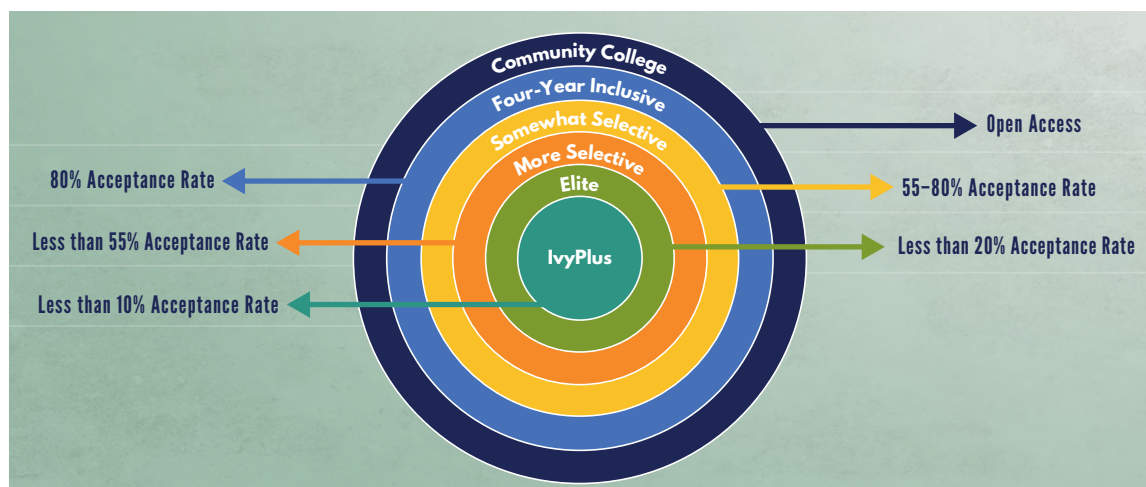 Community College
Four-Year Inclusive
Somewhat Selective
More Selective
Elite
IvyPlus
Open Access
80% Acceptance Rate
55–80% Acceptance Rate
Less than 55% Acceptance Rate
Less than 20% Acceptance Rate
Less than 10% Acceptance Rate